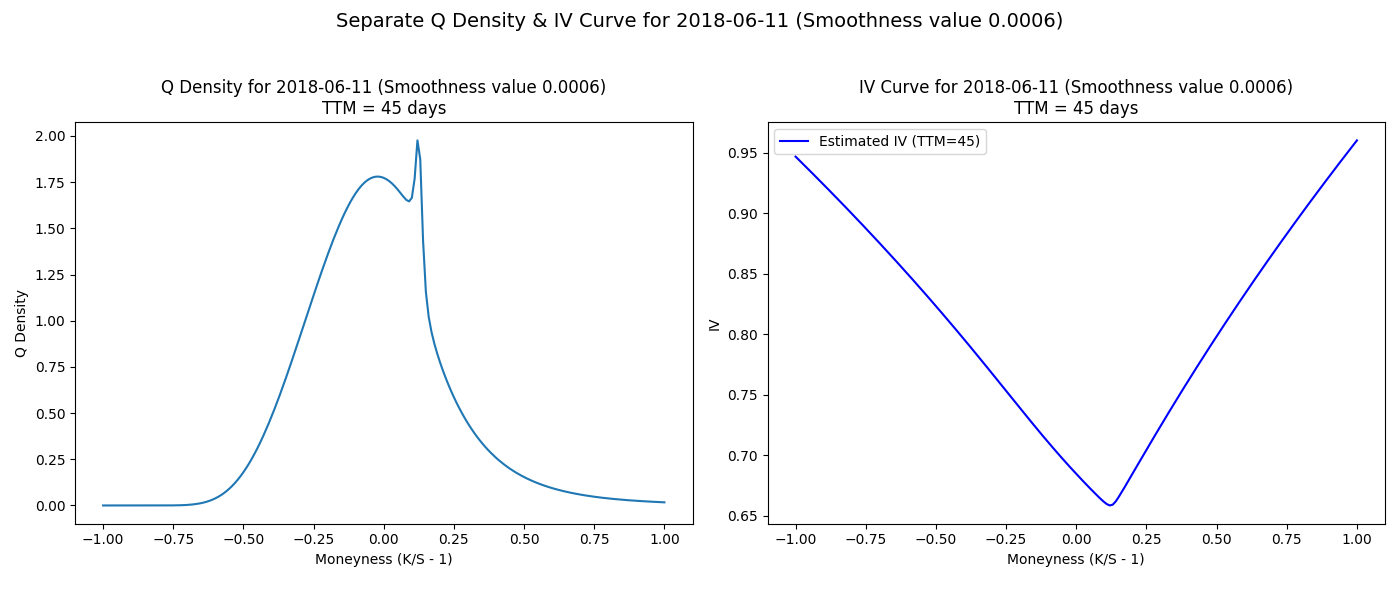 Separate Q Density & IV Curve for 2018-06-11 (Smoothness value 0.0006)
Q Density for 2018-06-11 (Smoothness value 0.0006)
TTM = 45 days
2.00
1.75
1.50
1.25
1.00
0.75
0.50
0.25
0.00
Q Density
−1.00 −0.75 −0.50 −0.25 0.00 0.25 0.50 0.75 1.00
Moneyness (K/S - 1)
IV Curve for 2018-06-11 (Smoothness value 0.0006)
TTM = 45 days
Estimated IV (TTM=45)
0.95
0.90
0.85
0.80
0.75
0.70
0.65
IV
−1.00 −0.75 −0.50 −0.25 0.00 0.25 0.50 0.75 1.00
Moneyness (K/S - 1)